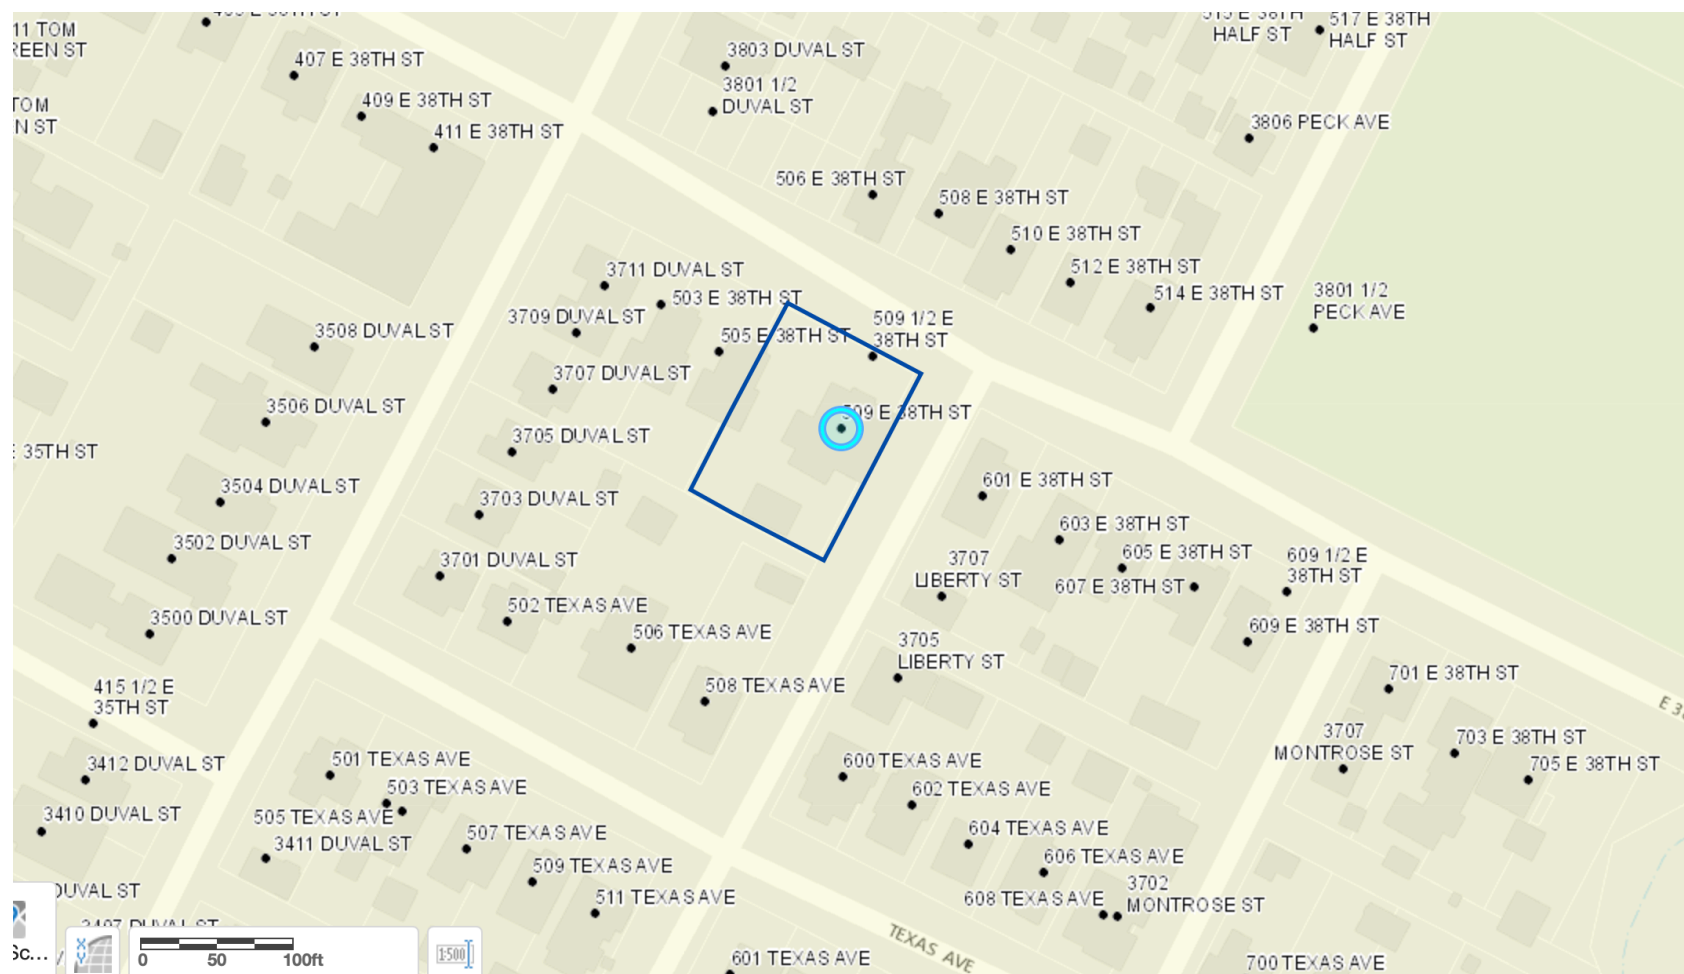 11 TOM
REEN ST
407 E 38TH ST
409 E 38TH ST
411 E 38TH ST
TOM
N ST
3803 DUVAL ST
3801 1/2
DUVAL ST
515 E 38TH
HALF ST
517 E 38TH
HALF ST
3806 PECK AVE
506 E 38TH ST
508 E 38TH ST
510 E 38TH ST
512 E 38TH ST
514 E 38TH ST
3801 1/2
PECK AVE
3711 DUVAL ST
503 E 38TH ST
3709 DUVAL ST
505 E 38TH ST
509 1/2 E
38TH ST
3508 DUVAL ST
3707 DUVAL ST
3506 DUVAL ST
509 E 38TH ST
3705 DUVAL ST
E 35TH ST
3504 DUVAL ST
3703 DUVAL ST
601 E 38TH ST
3502 DUVAL ST
3701 DUVAL ST
603 E 38TH ST
605 E 38TH ST
607 E 38TH ST
609 1/2 E
38TH ST
3707
LIBERTY ST
3500 DUVAL ST
502 TEXAS AVE
506 TEXAS AVE
609 E 38TH ST
3705
LIBERTY ST
508 TEXAS AVE
415 1/2 E
35TH ST
701 E 38TH ST
E 38
3707
MONTROSE ST
703 E 38TH ST
705 E 38TH ST
3412 DUVAL ST
501 TEXAS AVE
503 TEXAS AVE
600 TEXAS AVE
602 TEXAS AVE
3410 DUVAL ST
505 TEXAS AVE
3411 DUVAL ST
507 TEXAS AVE
604 TEXAS AVE
509 TEXAS AVE
606 TEXAS AVE
511 TEXAS AVE
608 TEXAS AVE
3702
MONTROSE ST
DUVAL ST
3407 DUVAL ST
TEXAS AVE
601 TEXAS AVE
700 TEXAS AVE
Sc...
X Y
0 50 100ft
1:500